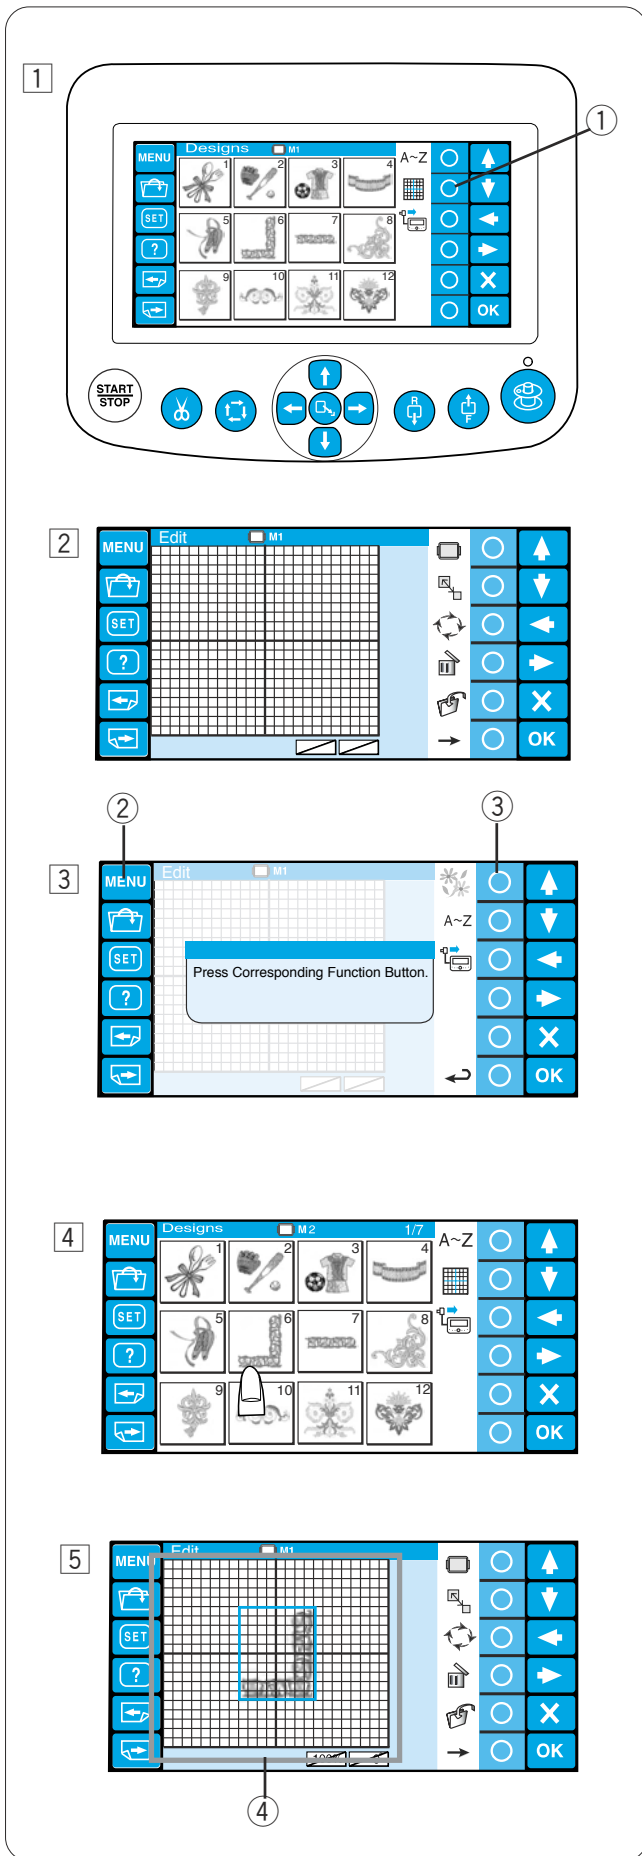 1
1
MENU Designs M1 A~Z
1 2 3 4
SET 5 6 7 8
?
9 10 11 12
OK
START
STOP
R
F
2
MENU Edit M1
SET
?
OK
2 3
3
MENU Edit M1
A~Z
SET
Press Corresponding Function Button.
?
OK
4
MENU Designs M2 1/7 A~Z
1 2 3 4
SET 5 6 7 8
?
9 10 11 12
OK
5
MENU Edit M1
SET
?
OK
4